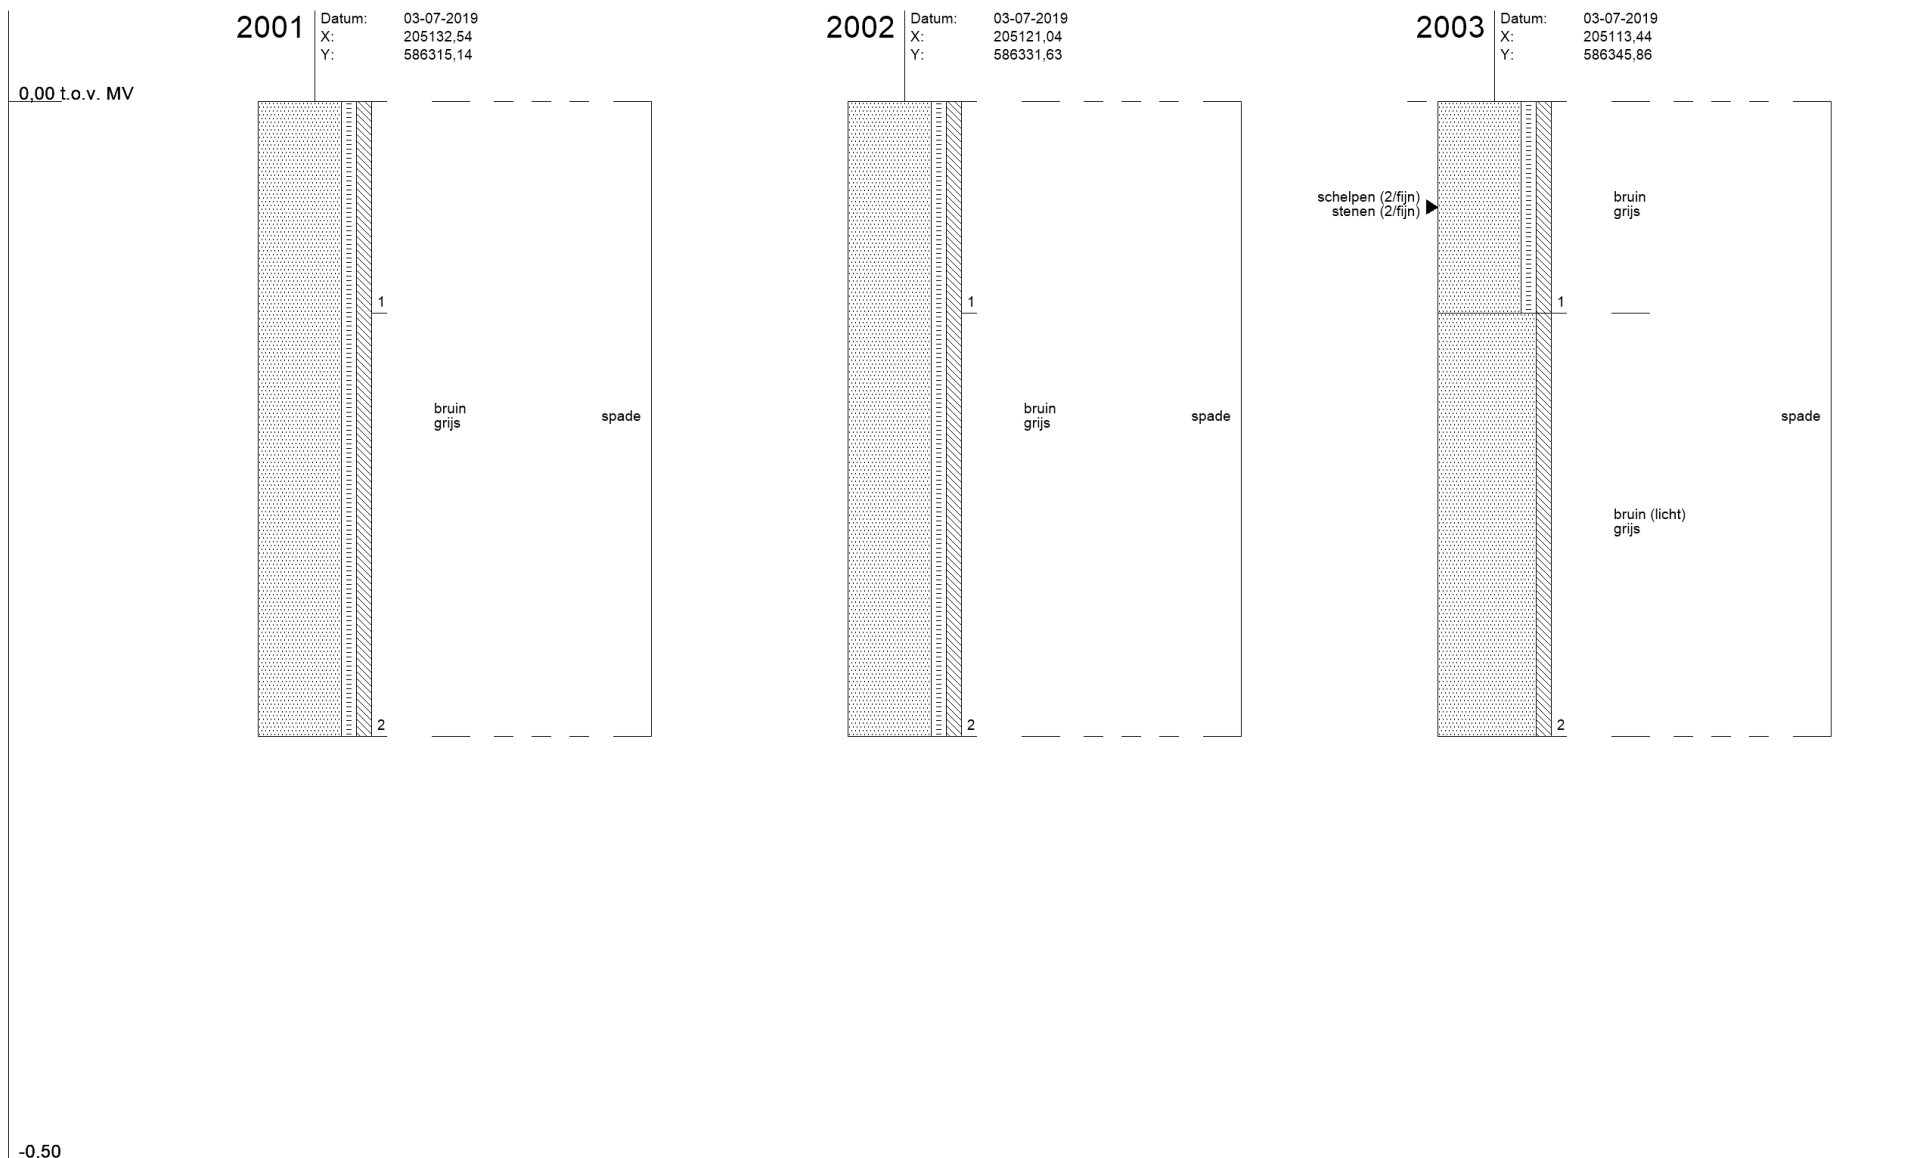 2001
Datum: 03-07-2019
X: 205132,54
Y: 586315,14
2002
Datum: 03-07-2019
X: 205121,04
Y: 586331,63
2003
Datum: 03-07-2019
X: 205113,44
Y: 586345,86
0,00 t.o.v. MV
1
bruin
grijs
spade
2
1
bruin
grijs
spade
2
schelpen (2/fijn)
stenen (2/fijn)
bruin
grijs
1
spade
bruin (licht)
grijs
2
-0,50